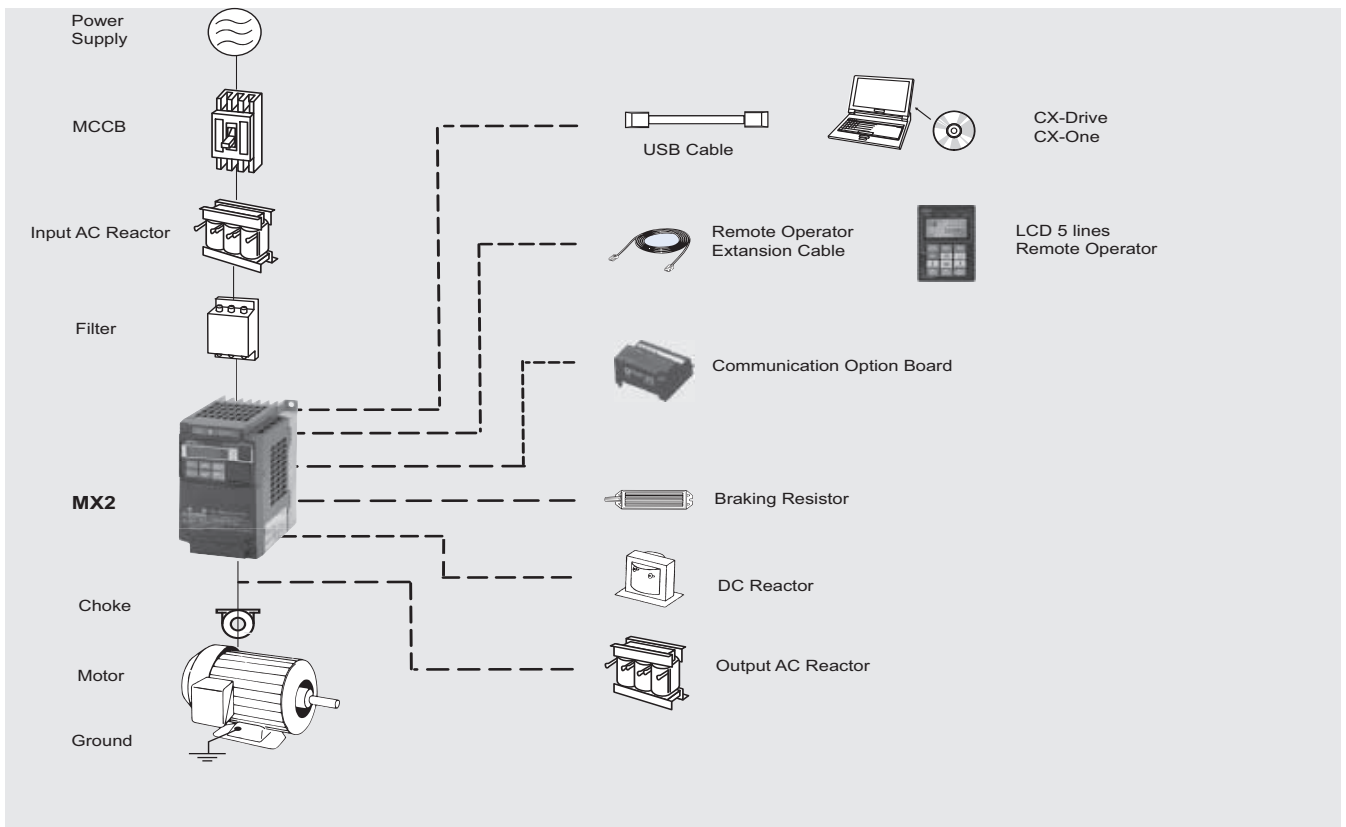 Power
Supply
MCCB
USB Cable
CX-Drive
CX-One
Input AC Reactor
Remote Operator
Extension Cable
LCD 5 lines
Remote Operator
Filter
Communication Option Board
MX2
Braking Resistor
DC Reactor
Choke
Output AC Reactor
Motor
Ground